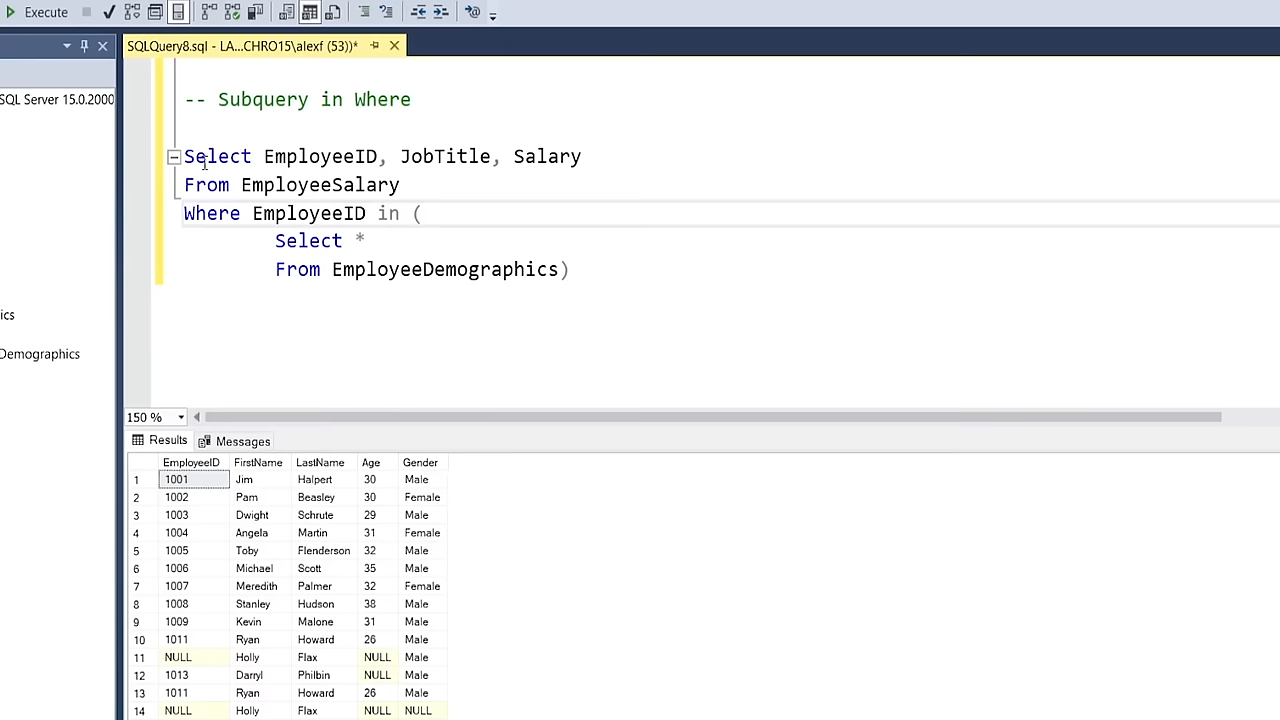 Execute
SQLQuery8.sql - LA...CHRO15\alexf (53))*
SQL Server 15.0.2000
ics
Demographics
-- Subquery in Where
Select EmployeeID, JobTitle, Salary
From EmployeeSalary
Where EmployeeID in (
Select *
From EmployeeDemographics)
150 %
Results Messages
EmployeeID FirstName LastName Age Gender
1 1001 Jim Halpert 30 Male
2 1002 Pam Beasley 30 Female
3 1003 Dwight Schrute 29 Male
4 1004 Angela Martin 31 Female
5 1005 Toby Flenderson 32 Male
6 1006 Michael Scott 35 Male
7 1007 Meredith Palmer 32 Female
8 1008 Stanley Hudson 38 Male
9 1009 Kevin Malone 31 Male
10 1011 Ryan Howard 26 Male
11 NULL Holly Flax NULL Male
12 1013 Darryl Philbin NULL Male
13 1011 Ryan Howard 26 Male
14 NULL Holly Flax NULL NULL